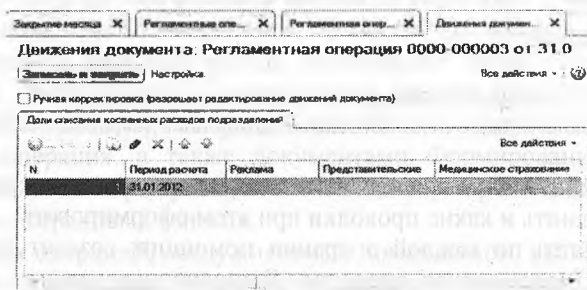 Закрытие месяца
Регламентные опе...
Регламентная опер...
Движения докумен...
Движения документа: Регламентная операция 0000-000003 от 31.0
Записать и закрыть Настройка Все действия
Ручная корректировка (разрешает редактирование движений документа)
Доли списания косвенных расходов подразделений
Все действия
N Период расчета Реклама Представительские Медицинское страхование
31.01.2012